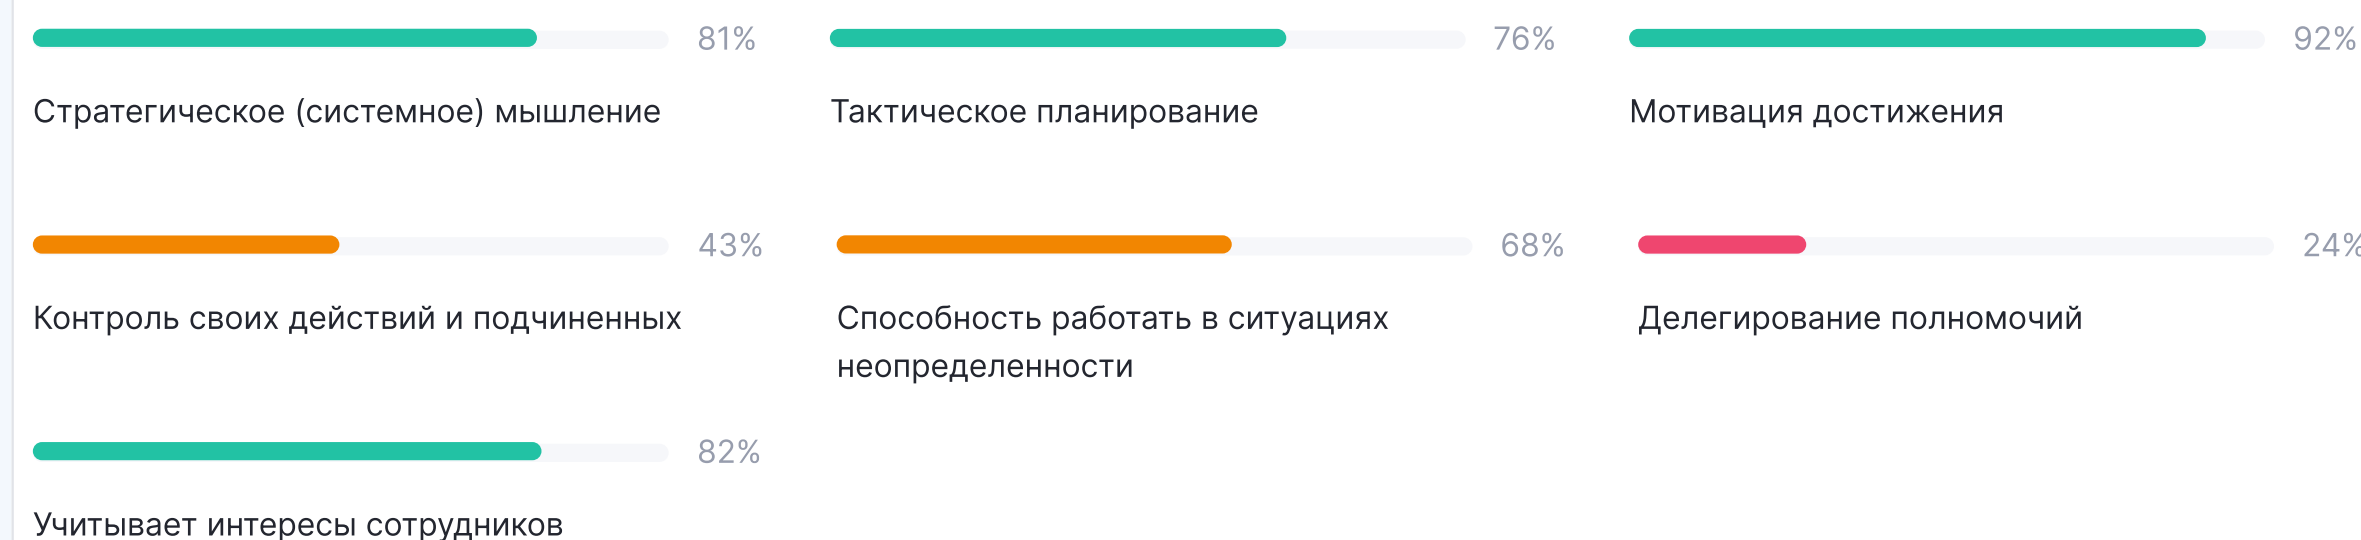 81%
76%
92%
Стратегическое (системное) мышление
Тактическое планирование
Мотивация достижения
43%
68%
24%
Контроль своих действий и подчиненных
Способность работать в ситуациях
неопределенности
Делегирование полномочий
82%
Учитывает интересы сотрудников